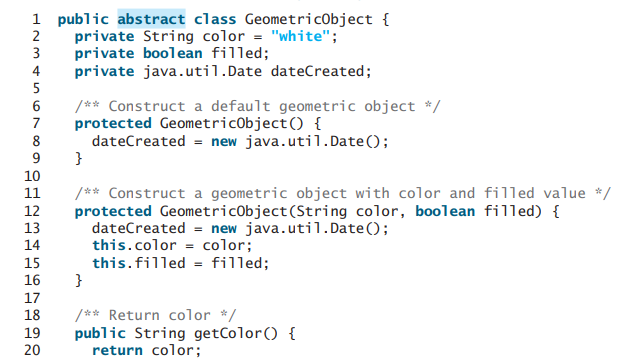 1 public abstract class GeometricObject {
2 private String color = "white";
3 private boolean filled;
4 private java.util.Date dateCreated;
5
6 /** Construct a default geometric object */
7 protected GeometricObject() {
8 dateCreated = new java.util.Date();
9 }
10
11 /** Construct a geometric object with color and filled value */
12 protected GeometricObject(String color, boolean filled) {
13 dateCreated = new java.util.Date();
14 this.color = color;
15 this.filled = filled;
16 }
17
18 /** Return color */
19 public String getColor() {
20 return color;